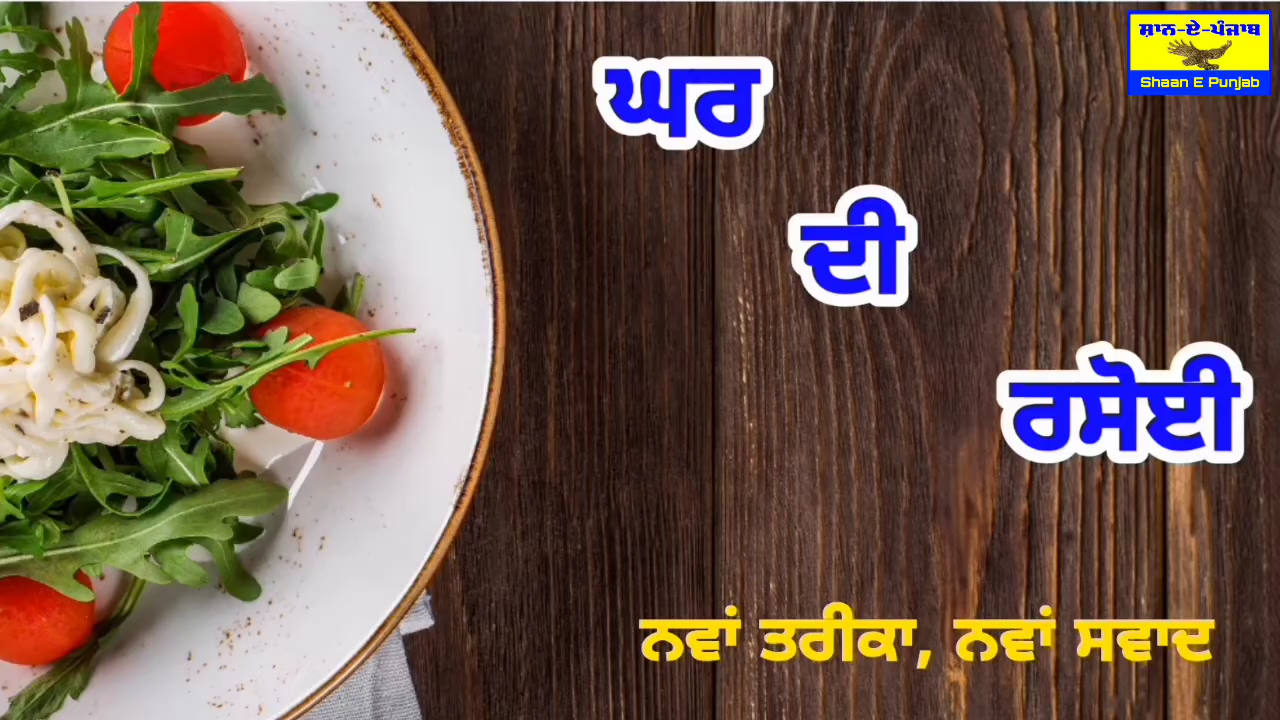 ਸ਼ਾਨ-ਏ-ਪੰਜਾਬ
Shaan E Punjab
ਘਰ
ਦੀ
ਰਸੋਈ
ਨਵਾਂ ਤਰੀਕਾ, ਨਵਾਂ ਸਵਾਦ